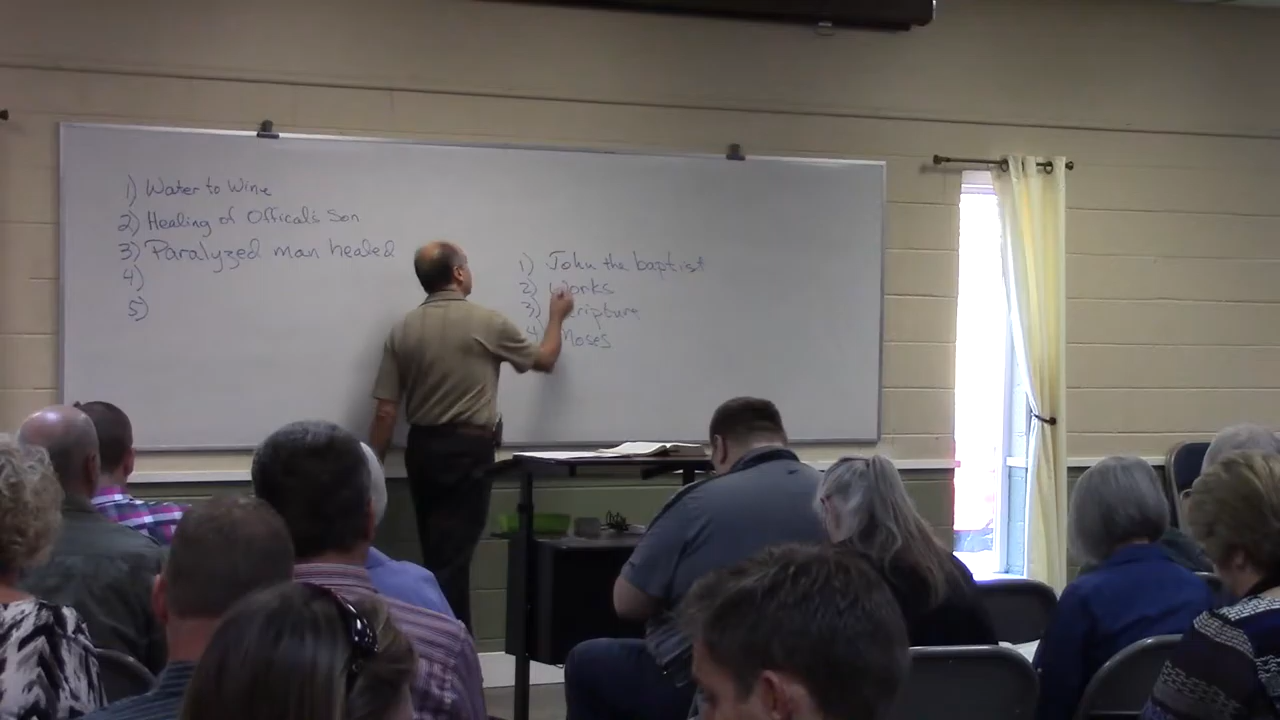 1) Water to Wine
2) Healing of Offical's Son
3) Paralyzed man healed
4)
5)
1) John the baptist
2) Works
3) Scripture
4) Moses